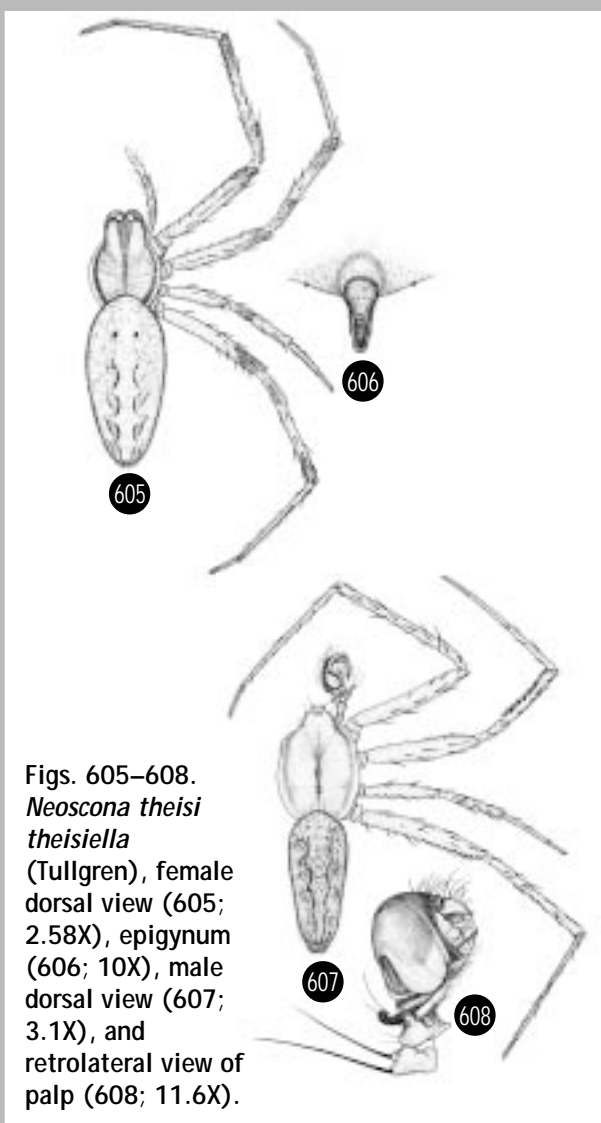 606
605
Figs. 605–608.
Neoscona theisi
theisiella
(Tullgren), female
dorsal view (605;
2.58X), epigynum
(606; 10X), male
dorsal view (607;
3.1X), and
retrolateral view of
palp (608; 11.6X).
607
608